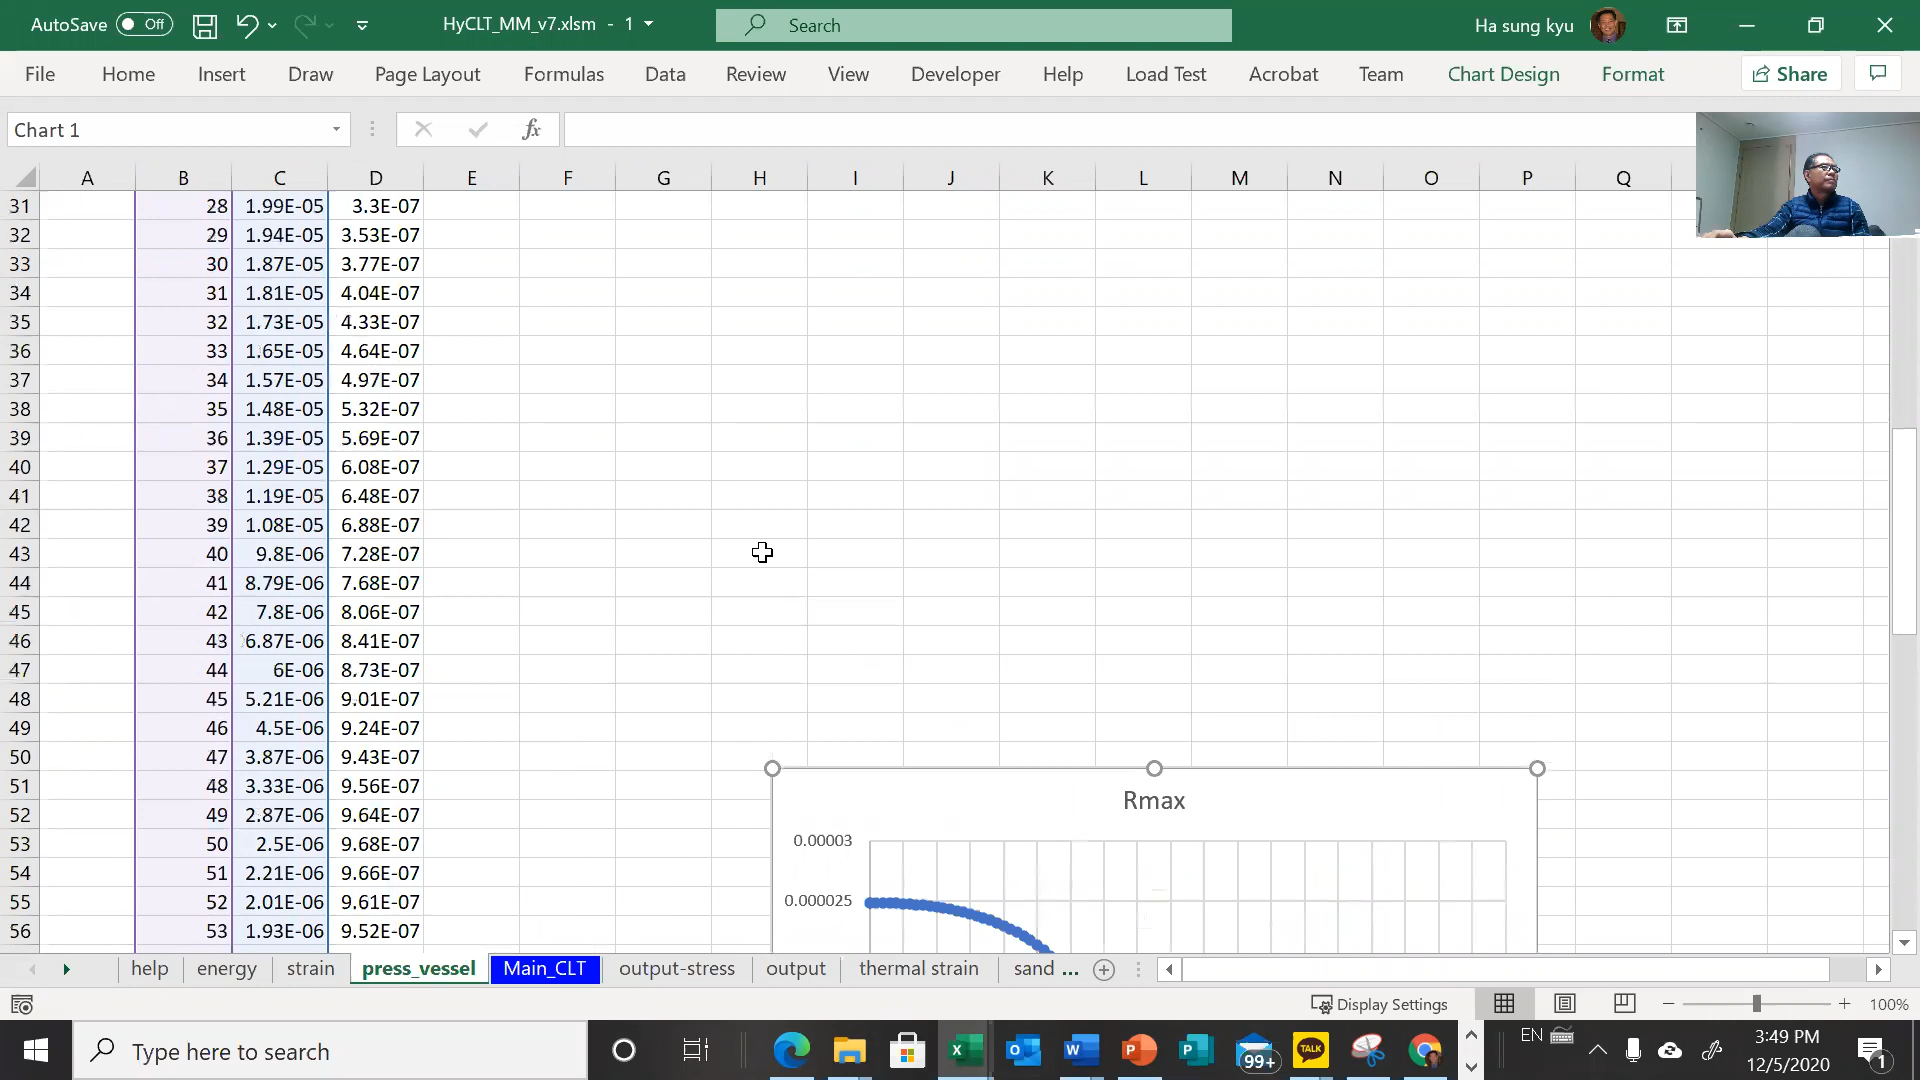 AutoSave Off HyCLT_MM_v7.xlsm - 1 Search Ha sung kyu
File Home Insert Draw Page Layout Formulas Data Review View Developer Help Load Test Acrobat Team Chart Design Format Share
Chart 1 fx
A B C D E F G H I J K L M N O P Q
31 28 1.99E-05 3.3E-07
32 29 1.94E-05 3.53E-07
33 30 1.87E-05 3.77E-07
34 31 1.81E-05 4.04E-07
35 32 1.73E-05 4.33E-07
36 33 1.65E-05 4.64E-07
37 34 1.57E-05 4.97E-07
38 35 1.48E-05 5.32E-07
39 36 1.39E-05 5.69E-07
40 37 1.29E-05 6.08E-07
41 38 1.19E-05 6.48E-07
42 39 1.08E-05 6.88E-07
43 40 9.8E-06 7.28E-07
44 41 8.79E-06 7.68E-07
45 42 7.8E-06 8.06E-07
46 43 6.87E-06 8.41E-07
47 44 6E-06 8.73E-07
48 45 5.21E-06 9.01E-07
49 46 4.5E-06 9.24E-07
50 47 3.87E-06 9.43E-07
51 48 3.33E-06 9.56E-07
52 49 2.87E-06 9.64E-07
53 50 2.5E-06 9.68E-07
54 51 2.21E-06 9.66E-07
55 52 2.01E-06 9.61E-07
56 53 1.93E-06 9.52E-07
Rmax
0.00003
0.000025
help energy strain press_vessel Main_CLT output-stress output thermal strain sand ...
Display Settings 100%
Type here to search 99+ TALK EN 3:49 PM
12/5/2020 1